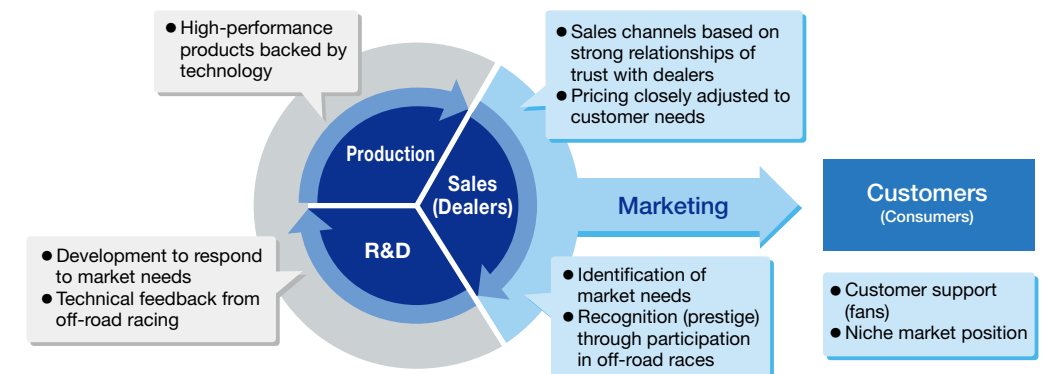 ● High-performance
products backed by
technology
● Sales channels based on
strong relationships of
trust with dealers
● Pricing closely adjusted to
customer needs
Production
Sales
(Dealers)
R&D
Marketing
Customers
(Consumers)
● Development to respond
to market needs
● Technical feedback from
off-road racing
● Identification of
market needs
● Recognition (prestige)
through participation
in off-road races
● Customer support
(fans)
● Niche market position